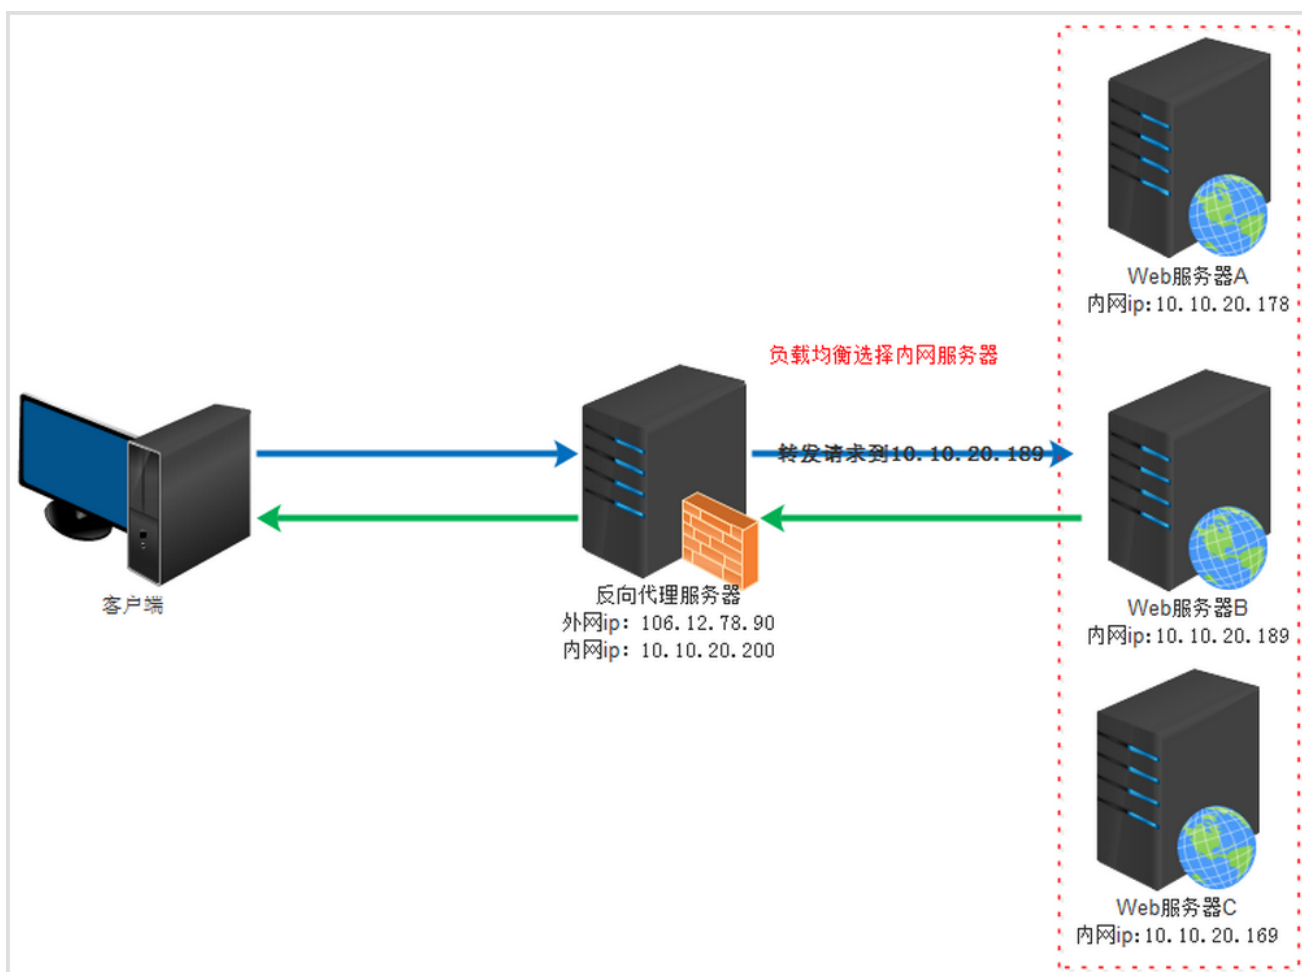 Web服务器A
内网ip:10.10.20.178
负载均衡选择内网服务器
转发请求到10.10.20.189
客户端
反向代理服务器
外网ip: 106.12.78.90
内网ip: 10.10.20.200
Web服务器B
内网ip:10.10.20.189
Web服务器C
内网ip:10.10.20.169